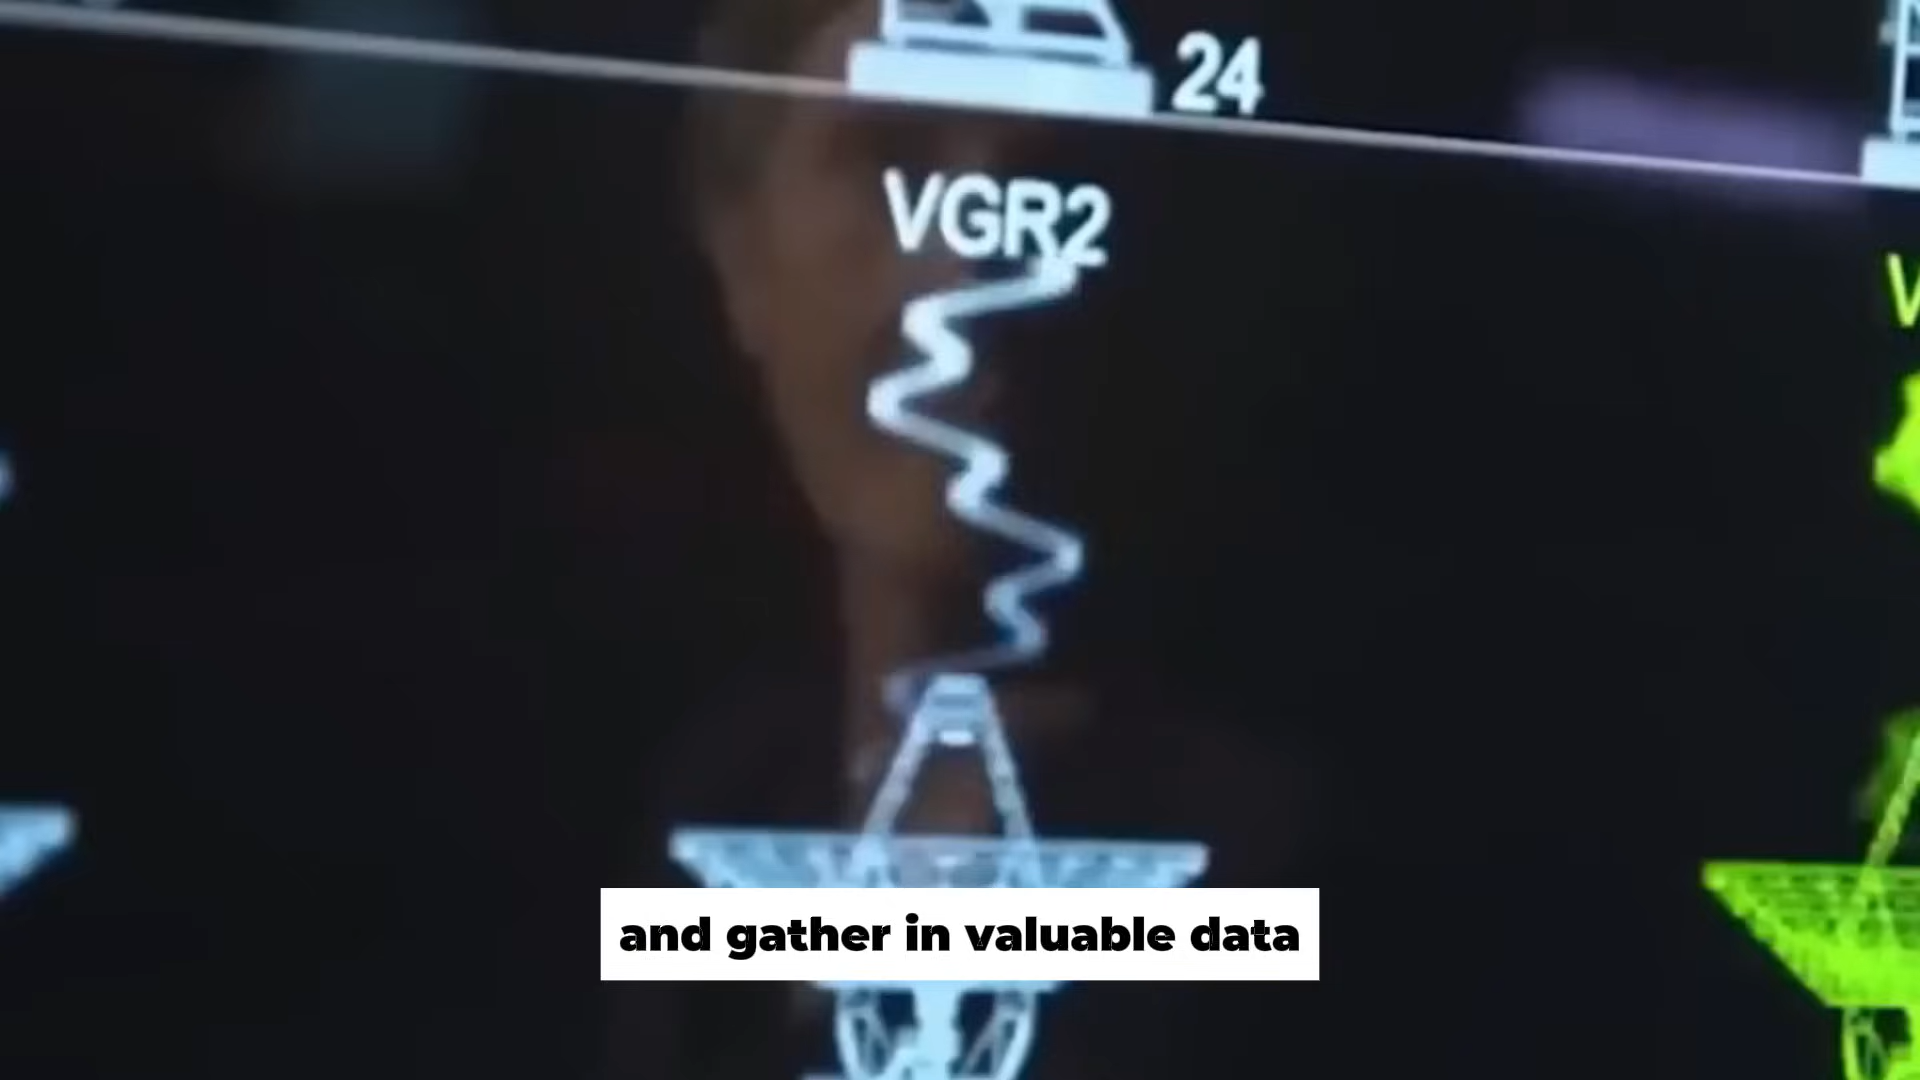 24
VGR2
V
and gather in valuable data